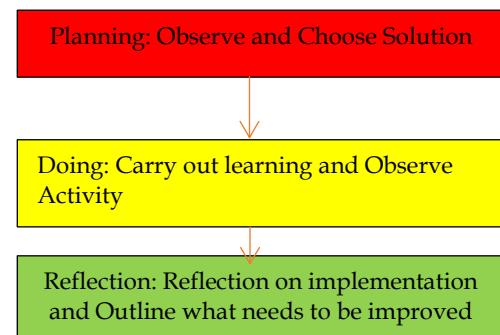 Planning: Observe and Choose Solution
Doing: Carry out learning and Observe
Activity
Reflection: Reflection on implementation
and Outline what needs to be improved